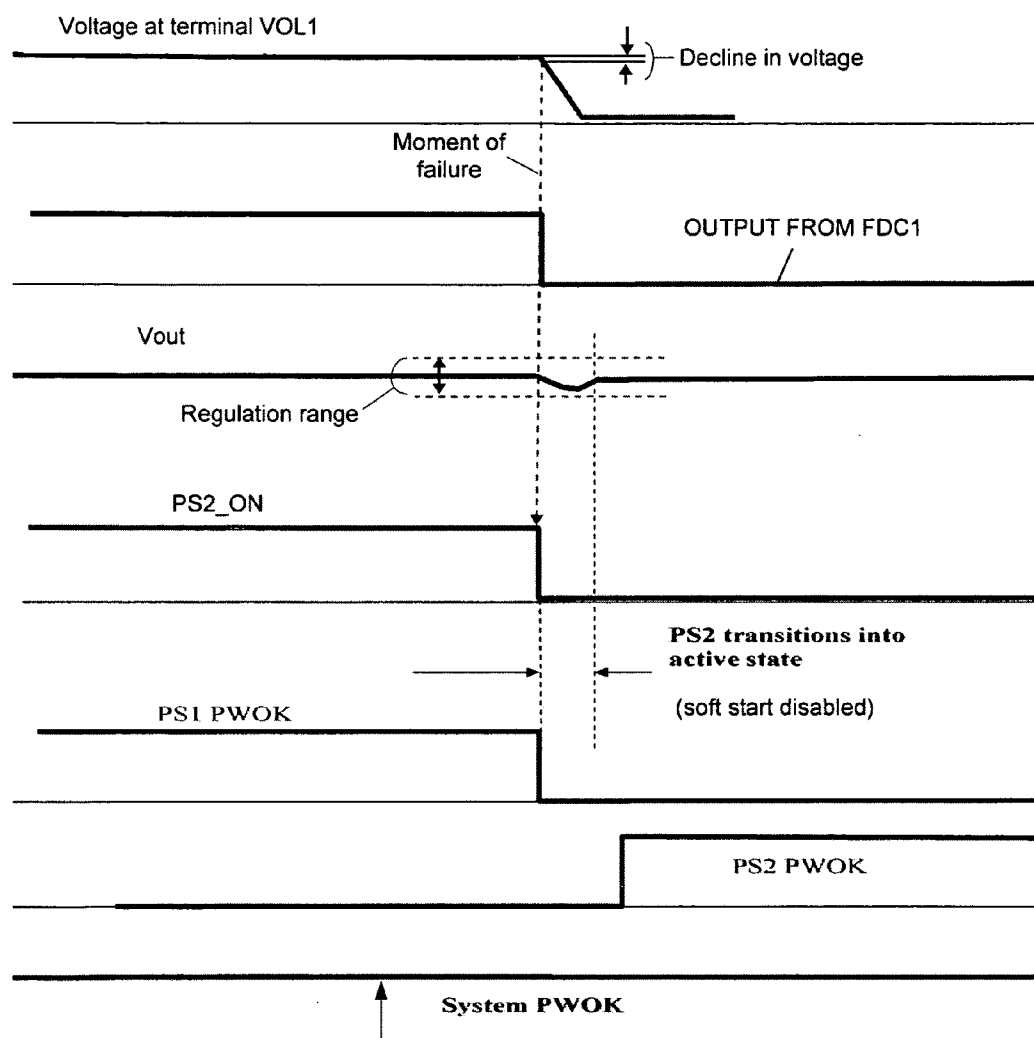 Voltage at terminal VOL1
Decline in voltage
Moment of
failure
OUTPUT FROM FDC1
Vout
Regulation range
PS2_ON
PS2 transitions into
active state
(soft start disabled)
PS1 PWOK
PS2 PWOK
System PWOK